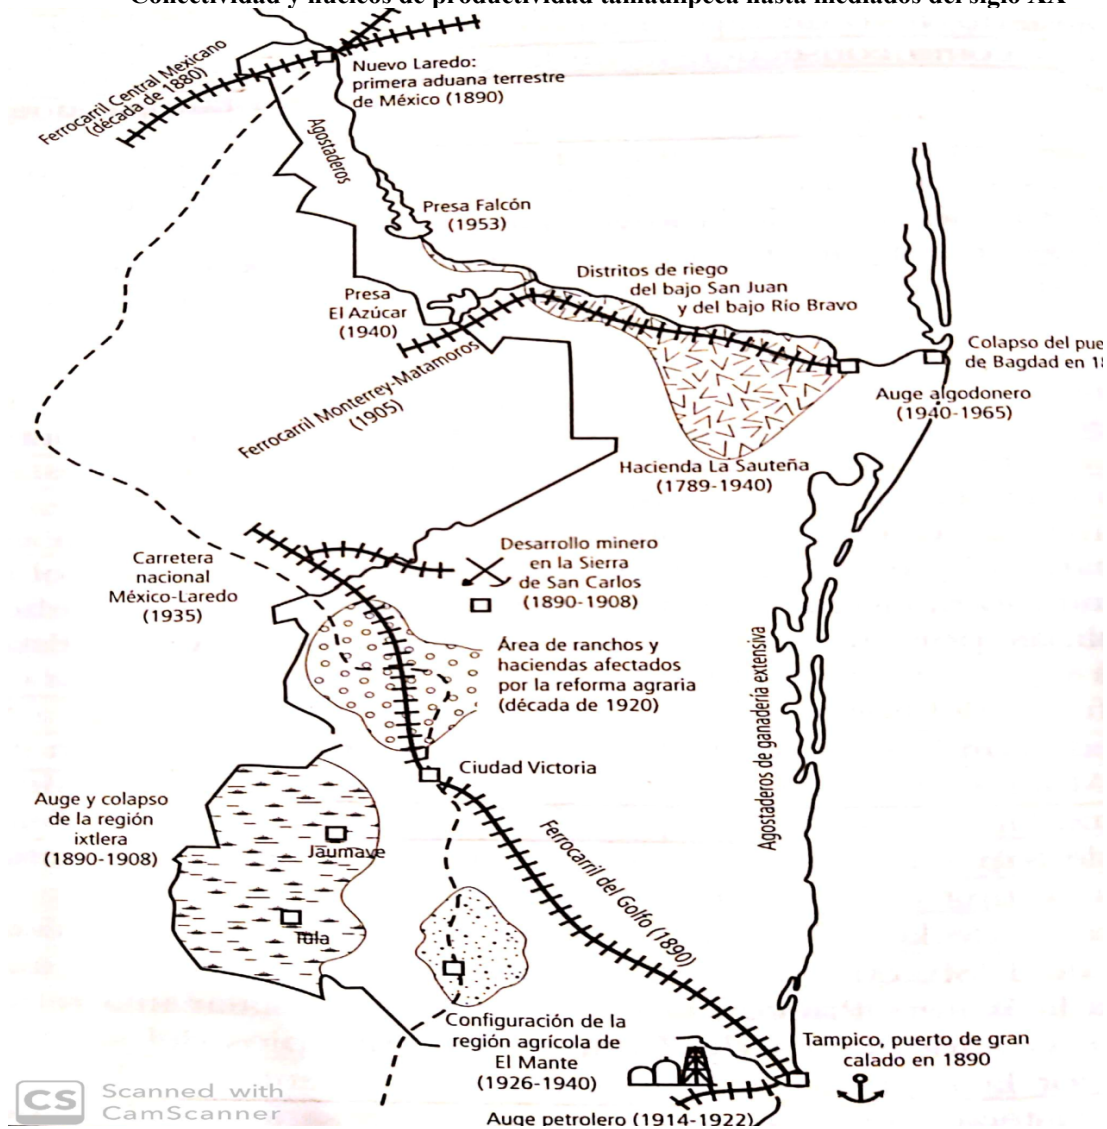 Conectividad y núcleos de productividad tamaulipeca hasta mediados del siglo XX
Ferrocarril Central Mexicano
(década de 1880)
Nuevo Laredo:
primera aduana terrestre
de México (1890)
Agostaderos
Presa Falcón
(1953)
Distritos de riego
del bajo San Juan
y del bajo Río Bravo
Presa
El Azúcar
(1940)
Ferrocarril Monterrey-Matamoros
(1905)
Colapso del
de Bagdad en
Auge algodonero
(1940-1965)
Hacienda La Sauteña
(1789-1940)
Carretera
nacional
México-Laredo
(1935)
Desarrollo minero
en la Sierra
de San Carlos
(1890-1908)
Área de ranchos y
haciendas afectados
por la reforma agraria
(década de 1920)
Agostaderos de ganadería extensiva
Ciudad Victoria
Auge y colapso
de la región
ixtlera
(1890-1908)
Jaumave
Tula
Ferrocarril del Golfo (1890)
Configuración de la
región agrícola de
El Mante
(1926-1940)
Tampico, puerto de gran
calado en 1890
Auge petrolero (1914-1922)
CS Scanned with
CamScanner